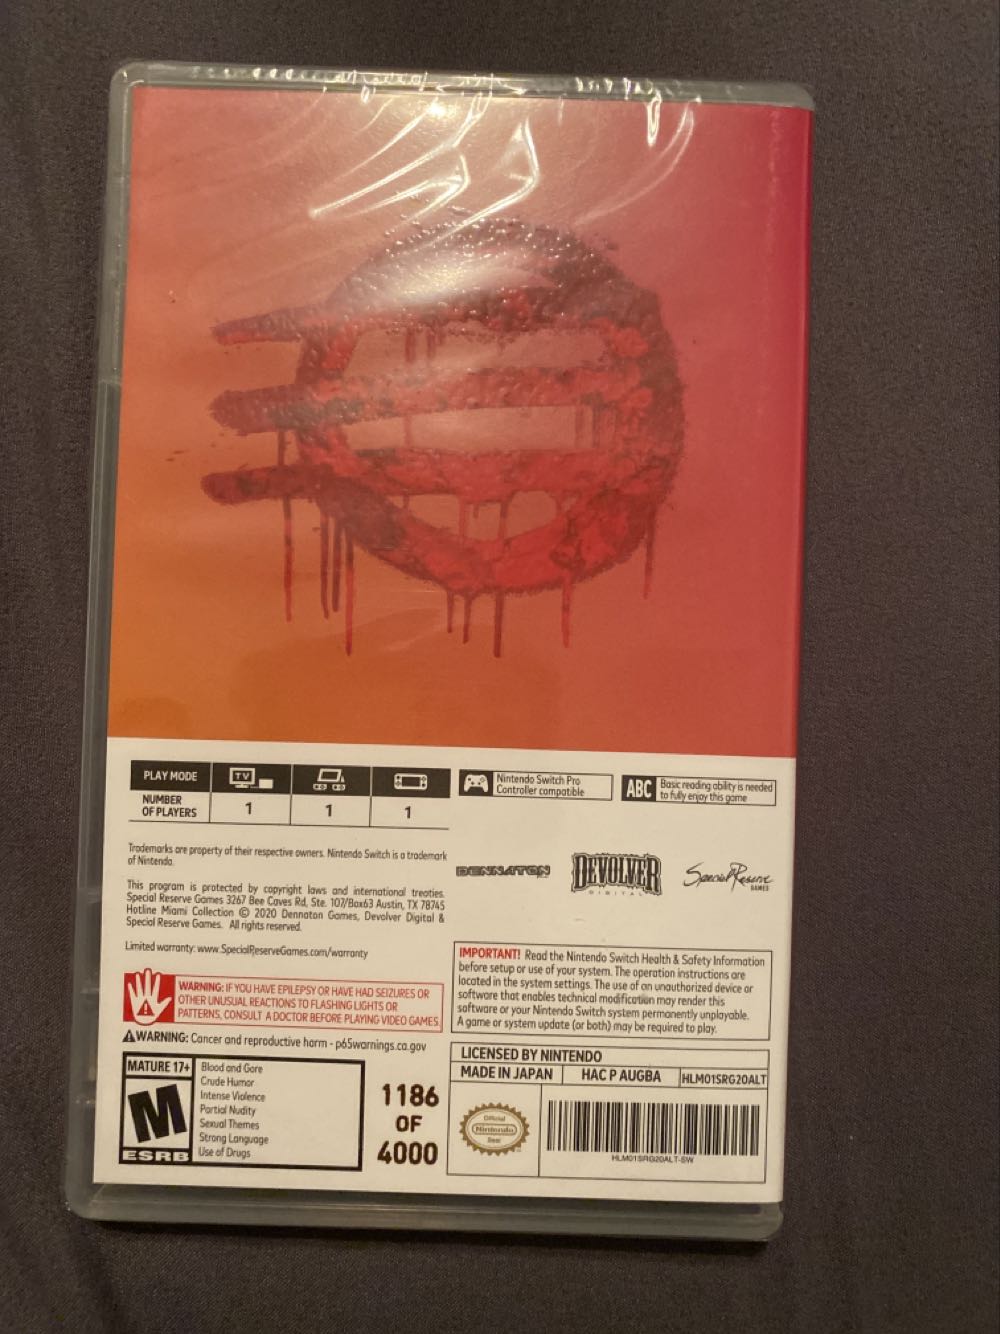 PLAY MODE
TV
NUMBER
OF PLAYERS
1
1
1
Nintendo Switch Pro
Controller compatible
ABC
Basic reading ability is needed
to fully enjoy this game
Trademarks are property of their respective owners. Nintendo Switch is a trademark
of Nintendo.
This program is protected by copyright laws and international treaties.
Special Reserve Games 3267 Bee Caves Rd, Ste. 107/Box63 Austin, TX 78745
Hotline Miami Collection © 2020 Dennaton Games, Devolver Digital &
Special Reserve Games. All rights reserved.
Limited warranty: www.SpecialReserveGames.com/warranty
DENNATON
DEVOLVER
DIGITAL
Special Reserve
GAMES
WARNING: IF YOU HAVE EPILEPSY OR HAVE HAD SEIZURES OR
OTHER UNUSUAL REACTIONS TO FLASHING LIGHTS OR
PATTERNS, CONSULT A DOCTOR BEFORE PLAYING VIDEO GAMES
WARNING: Cancer and reproductive harm - p65warnings.ca.gov
IMPORTANT! Read the Nintendo Switch Health & Safety Information
before setup or use of your system. The operation instructions are
located in the system settings. The use of an unauthorized device or
software that enables technical modification may render this
software or your Nintendo Switch system permanently unplayable.
A game or system update (or both) may be required to play.
MATURE 17+
M
ESRB
Blood and Gore
Crude Humor
Intense Violence
Partial Nudity
Sexual Themes
Strong Language
Use of Drugs
1186
OF
4000
LICENSED BY NINTENDO
MADE IN JAPAN
HAC P AUGBA
HLM01SRG20ALT
Official
Nintendo
Seal
HLM01SRG20ALT-SW